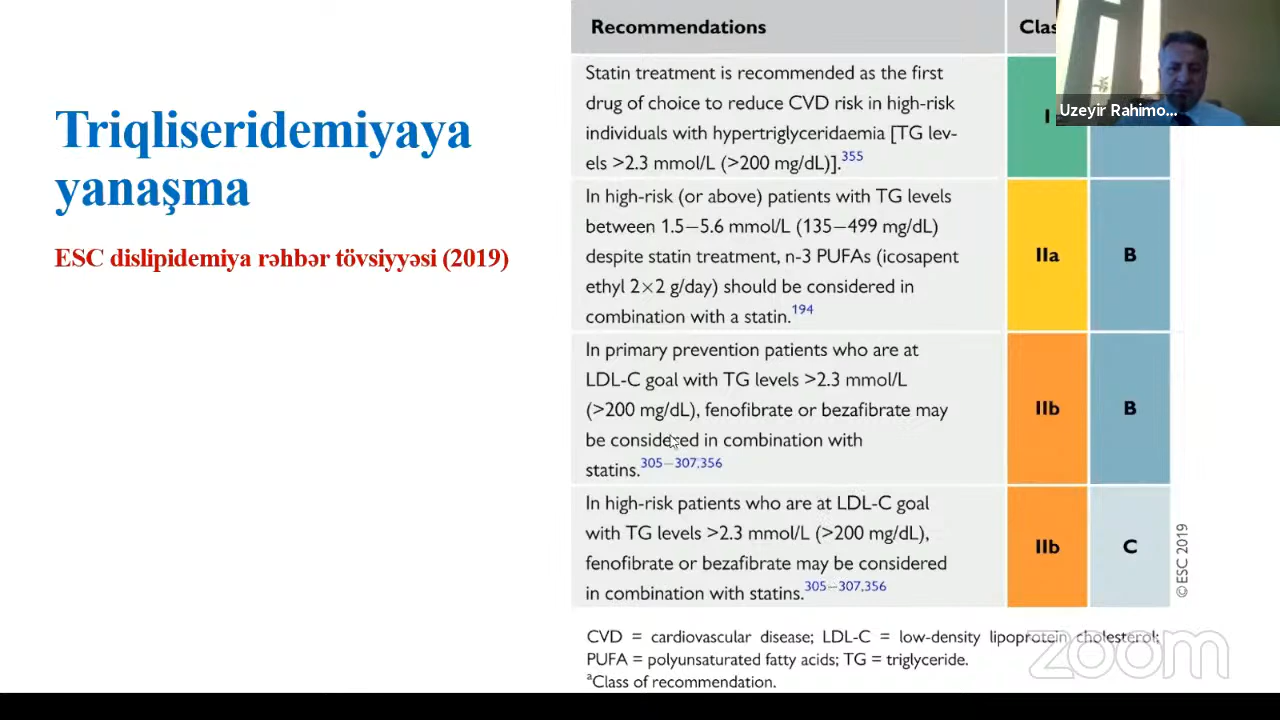 Triqliseridemiyaya
yanaşma
ESC dislipidemiya rəhbər tövsiyyəsi (2019)
Recommendations
Statin treatment is recommended as the first
drug of choice to reduce CVD risk in high-risk
individuals with hypertriglyceridaemia [TG lev-
els >2.3 mmol/L (>200 mg/dL)].355
I
In high-risk (or above) patients with TG levels
between 1.5–5.6 mmol/L (135–499 mg/dL)
despite statin treatment, n-3 PUFAs (icosapent
ethyl 2×2 g/day) should be considered in
combination with a statin.194
IIa
B
In primary prevention patients who are at
LDL-C goal with TG levels >2.3 mmol/L
(>200 mg/dL), fenofibrate or bezafibrate may
be considered in combination with
statins.305–307,356
IIb
B
In high-risk patients who are at LDL-C goal
with TG levels >2.3 mmol/L (>200 mg/dL),
fenofibrate or bezafibrate may be considered
in combination with statins.305–307,356
IIb
C
©ESC 2019
CVD = cardiovascular disease; LDL-C = low-density lipoprotein cholesterol;
PUFA = polyunsaturated fatty acids; TG = triglyceride.
aClass of recommendation.
Uzeyir Rahimo...
zoom